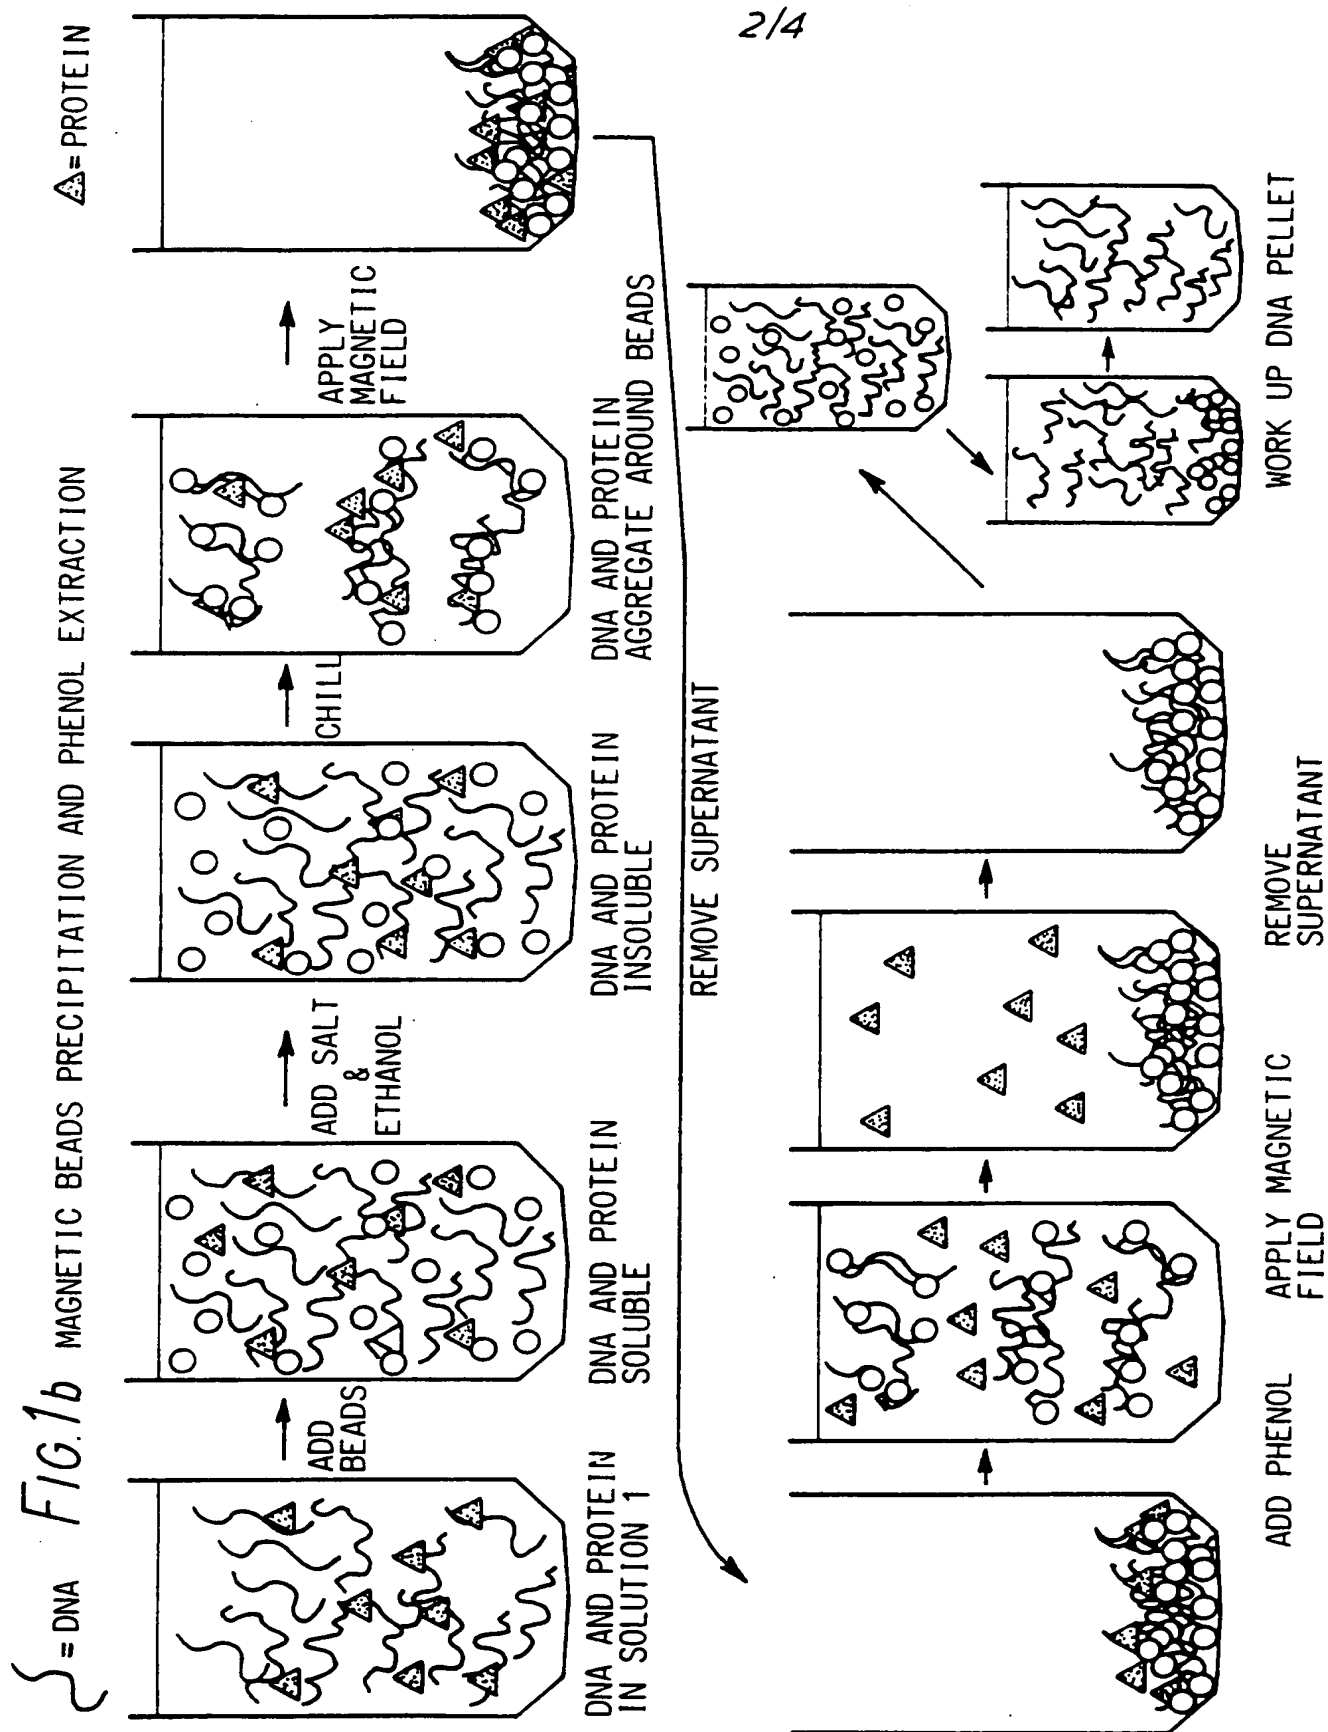 2/4
= DNA
FIG. 1b MAGNETIC BEADS PRECIPITATION AND PHENOL EXTRACTION
= PROTEIN
ADD
BEADS
ADD SALT
&
ETHANOL
CHILL
APPLY
MAGNETIC
FIELD
DNA AND PROTEIN
IN SOLUTION 1
DNA AND PROTEIN
SOLUBLE
DNA AND PROTEIN
INSOLUBLE
DNA AND PROTEIN
AGGREGATE AROUND BEADS
REMOVE SUPERNATANT
ADD PHENOL
APPLY MAGNETIC
FIELD
REMOVE
SUPERNATANT
WORK UP DNA PELLET